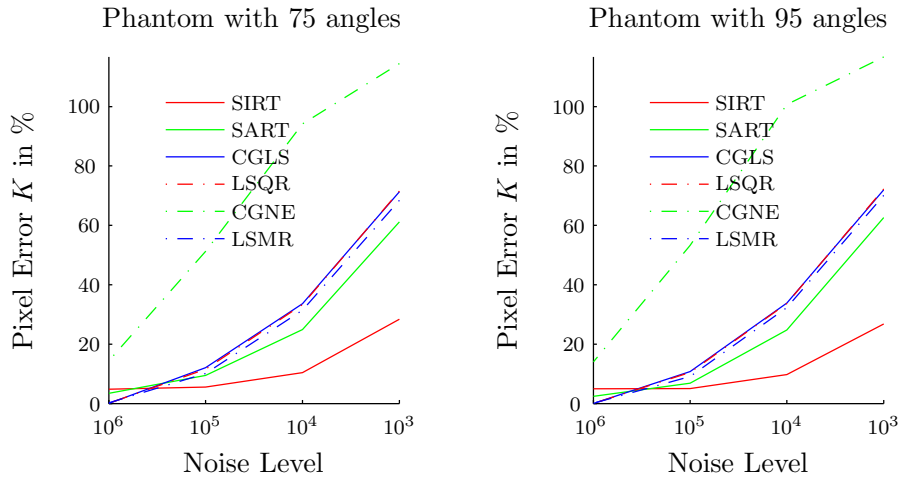 Phantom with 75 angles
Pixel Error K in %
100
80
60
40
20
0
SIRT
SART
CGLS
LSQR
CGNE
LSMR
10^6
10^5
10^4
10^3
Noise Level
Phantom with 95 angles
Pixel Error K in %
100
80
60
40
20
0
SIRT
SART
CGLS
LSQR
CGNE
LSMR
10^6
10^5
10^4
10^3
Noise Level